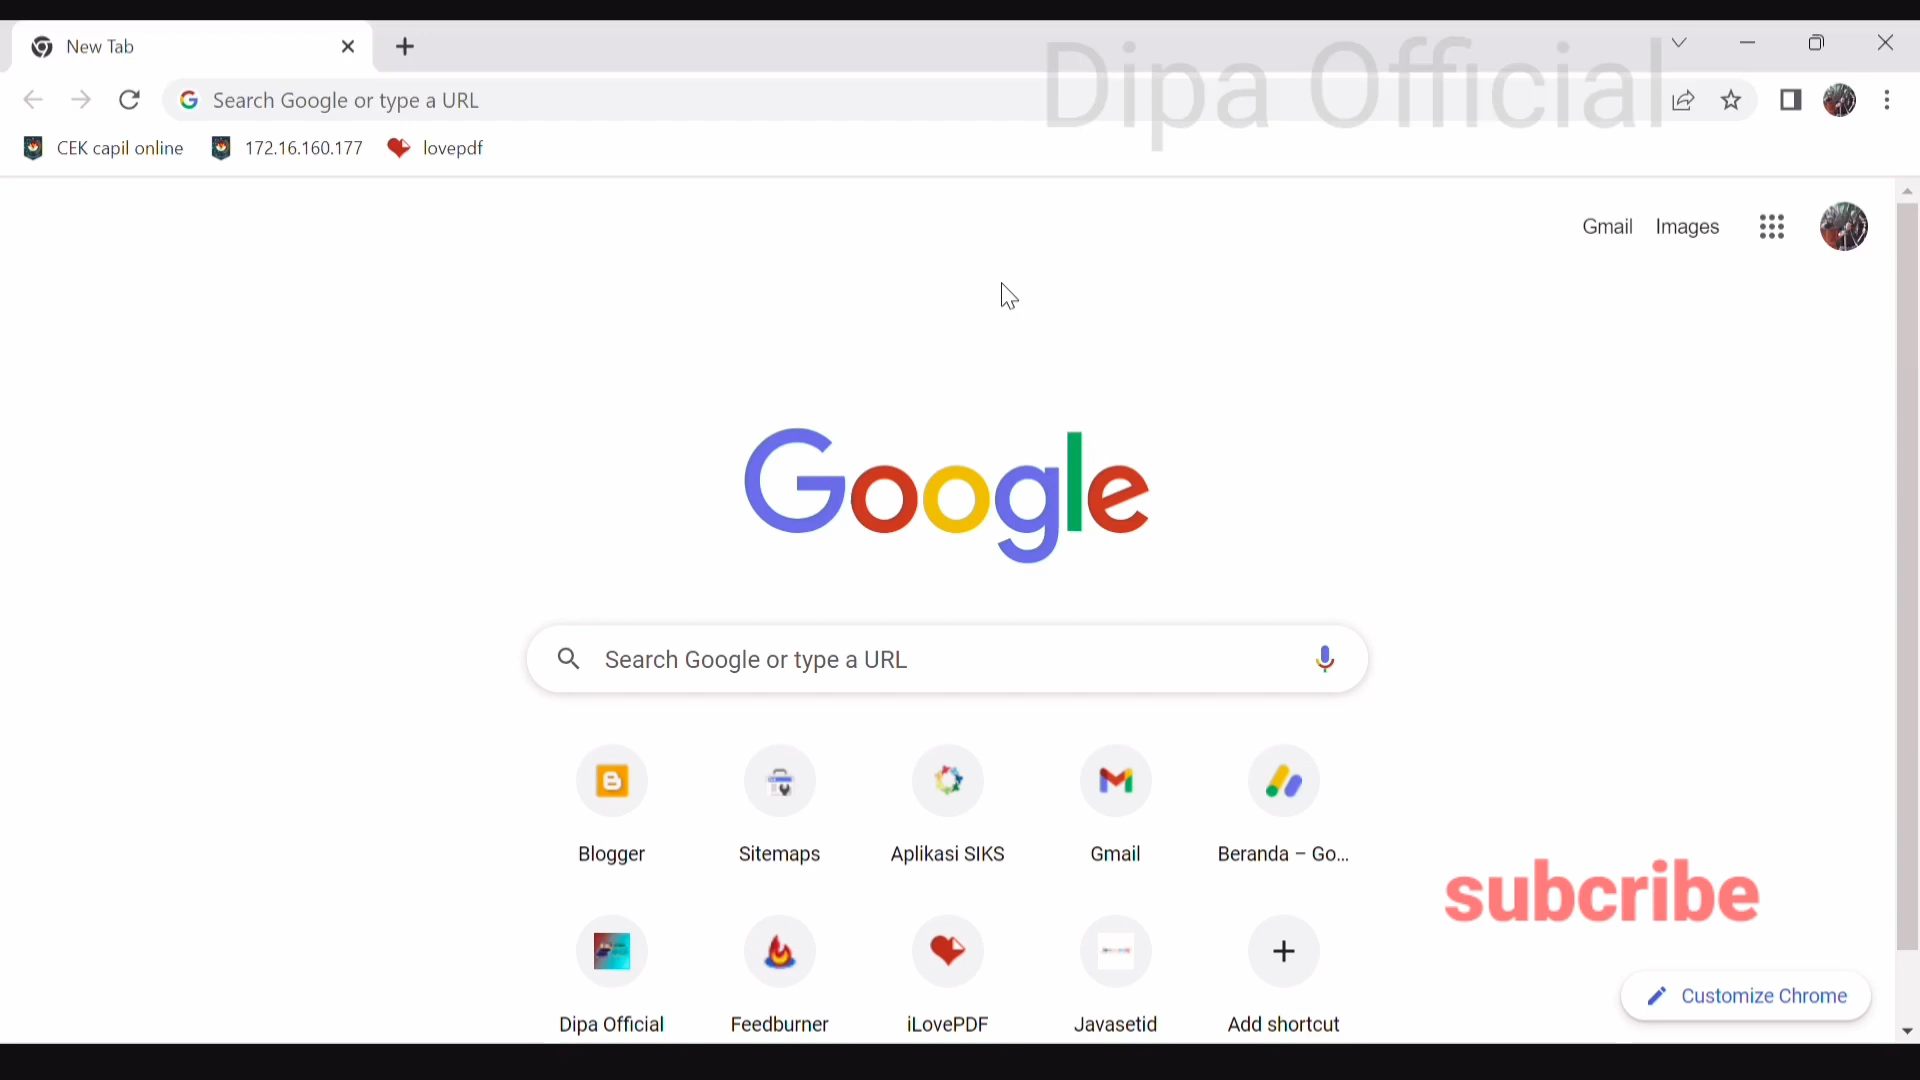 New Tab
Dipa Official
Search Google or type a URL
CEK capil online 172.16.160.177 lovepdf
Gmail Images
Google
Search Google or type a URL
Blogger Sitemaps Aplikasi SIKS Gmail Beranda – Go...
subcribe
Customize Chrome
Dipa Official Feedburner iLovePDF Javasetid Add shortcut